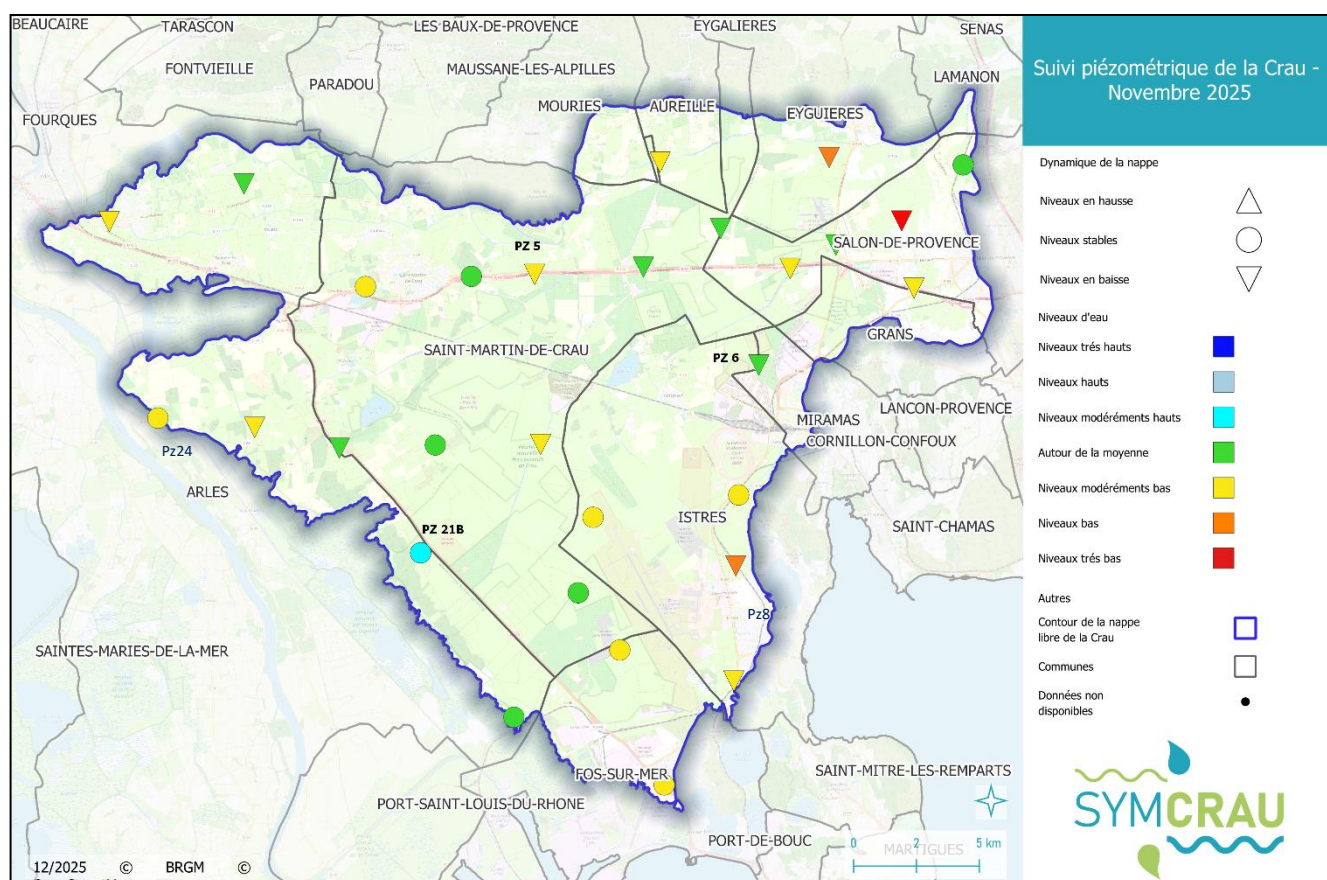 BEAUCAIRE
TARASCON
LES BAUX-DE-PROVENCE
EYGALIERES
SENAS
FONTVIEILLE
PARADOU
MAUSSANE-LES-ALPILLES
LAMANON
MOURIES
AUREILLE
EYGUIERES
FOURQUES
PZ 5
SALON-DE-PROVENCE
GRANS
SAINT-MARTIN-DE-CRAU
PZ 6
MIRAMAS
LANCON-PROVENCE
CORNILLON-CONFOUX
Pz24
ARLES
PZ 21B
ISTRES
SAINT-CHAMAS
Pz8
SAINTES-MARIES-DE-LA-MER
FOS-SUR-MER
SAINT-MITRE-LES-REMPARTS
PORT-SAINT-LOUIS-DU-RHONE
PORT-DE-BOUC
MARTIGUES
0 2 5 km
12/2025 © BRGM ©
Suivi piézométrique de la Crau -
Novembre 2025
Dynamique de la nappe
Niveaux en hausse
Niveaux stables
Niveaux en baisse
Niveaux d'eau
Niveaux trés hauts
Niveaux hauts
Niveaux modéréments hauts
Autour de la moyenne
Niveaux modéréments bas
Niveaux bas
Niveaux trés bas
Autres
Contour de la nappe
libre de la Crau
Communes
Données non
disponibles
SYMCRAU